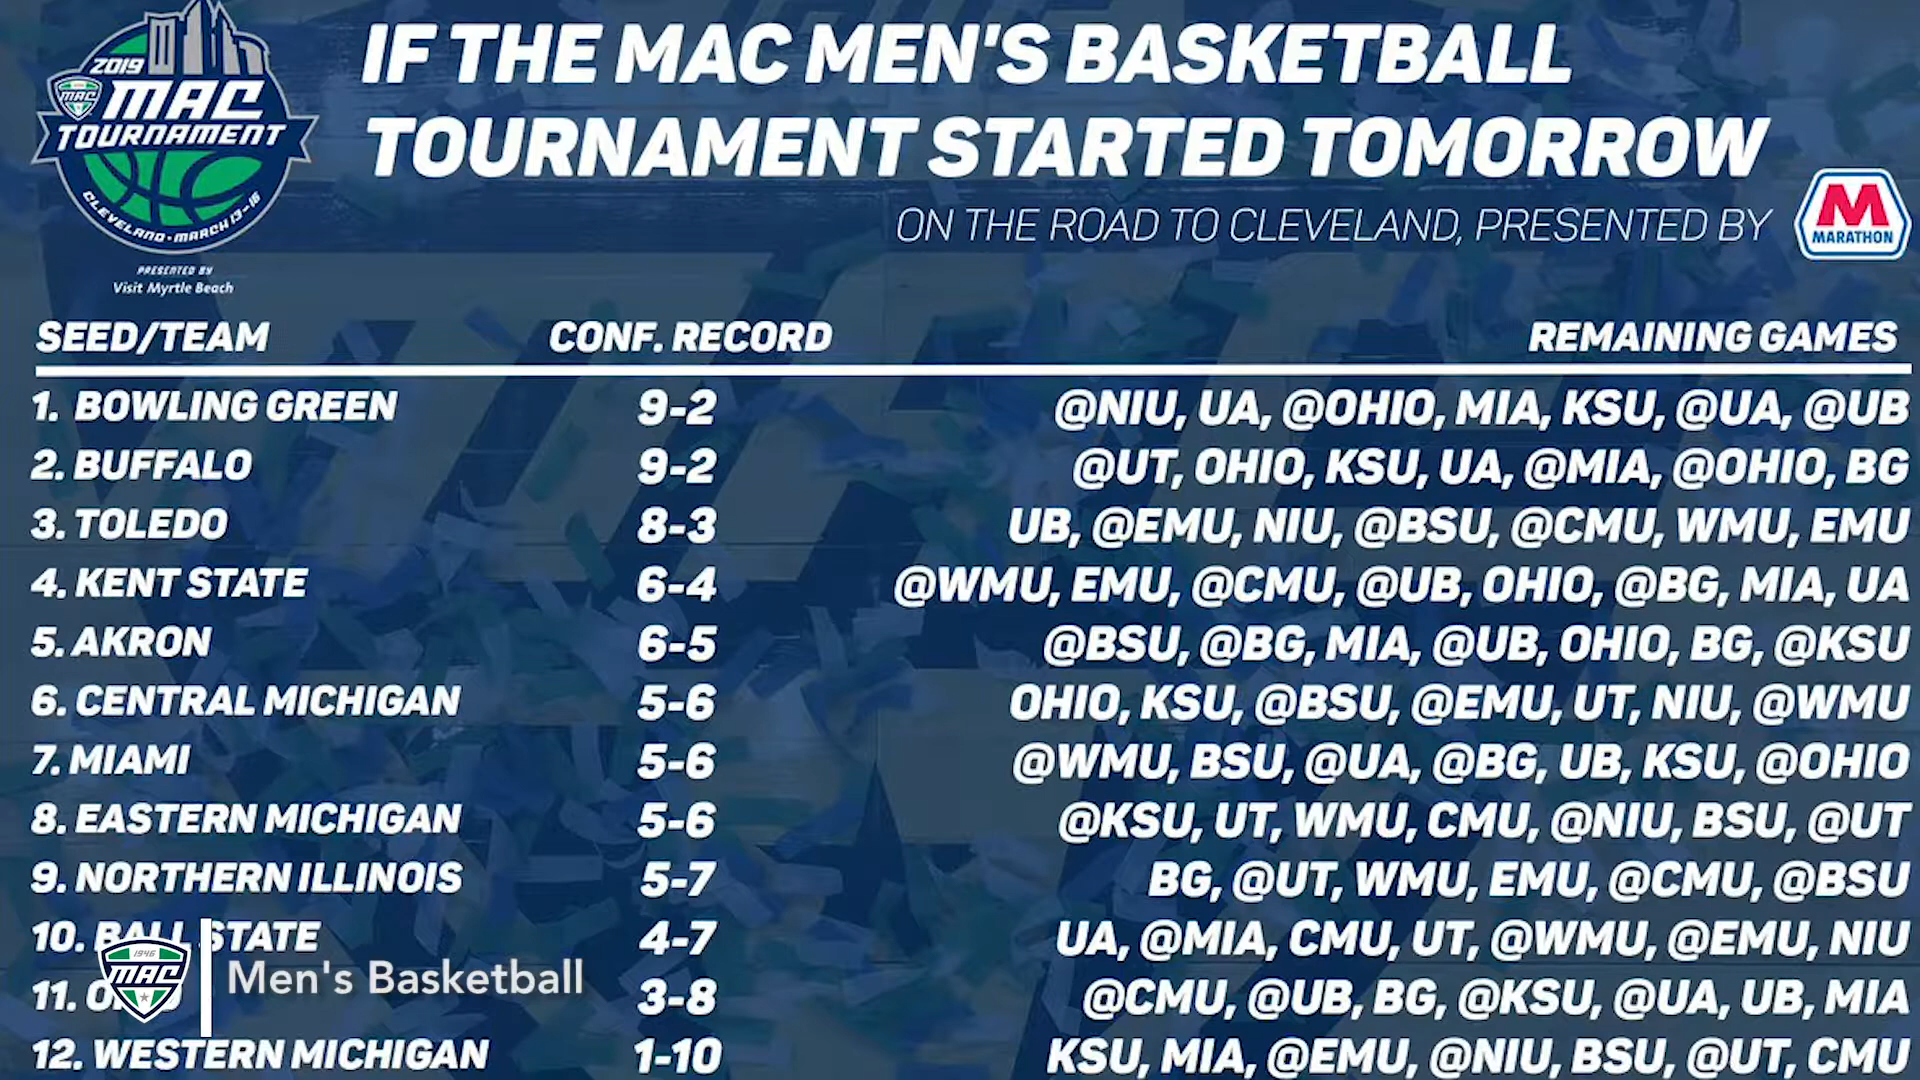 2019
MAC
MAC
TOURNAMENT
CLEVELAND • MARCH 13-16
PRESENTED BY
Visit Myrtle Beach
IF THE MAC MEN'S BASKETBALL
TOURNAMENT STARTED TOMORROW
ON THE ROAD TO CLEVELAND, PRESENTED BY
M
MARATHON
SEED/TEAM CONF. RECORD REMAINING GAMES
1. BOWLING GREEN 9-2 @NIU, UA, @OHIO, MIA, KSU, @UA, @UB
2. BUFFALO 9-2 @UT, OHIO, KSU, UA, @MIA, @OHIO, BG
3. TOLEDO 8-3 UB, @EMU, NIU, @BSU, @CMU, WMU, EMU
4. KENT STATE 6-4 @WMU, EMU, @CMU, @UB, OHIO, @BG, MIA, UA
5. AKRON 6-5 @BSU, @BG, MIA, @UB, OHIO, BG, @KSU
6. CENTRAL MICHIGAN 5-6 OHIO, KSU, @BSU, @EMU, UT, NIU, @WMU
7. MIAMI 5-6 @WMU, BSU, @UA, @BG, UB, KSU, @OHIO
8. EASTERN MICHIGAN 5-6 @KSU, UT, WMU, CMU, @NIU, BSU, @UT
9. NORTHERN ILLINOIS 5-7 BG, @UT, WMU, EMU, @CMU, @BSU
10. BALL STATE 4-7 UA, @MIA, CMU, UT, @WMU, @EMU, NIU
1946
MAC
Men's Basketball
11. 3-8 @CMU, @UB, BG, @KSU, @UA, UB, MIA
12. WESTERN MICHIGAN 1-10 KSU, MIA, @EMU, @NIU, BSU, @UT, CMU